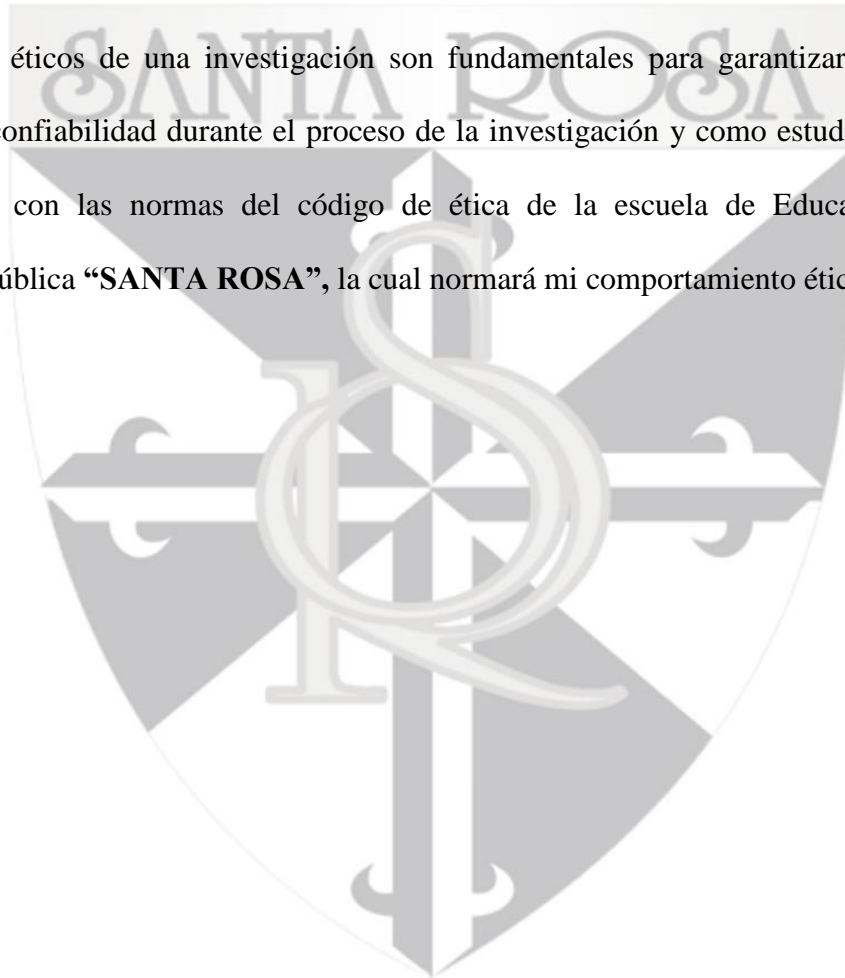 SANTA ROSA
éticos de una investigación son fundamentales para garantizar
confiabilidad durante el proceso de la investigación y como estud
con las normas del código de ética de la escuela de Educa
pública “SANTA ROSA”, la cual normará mi comportamiento étic
SR